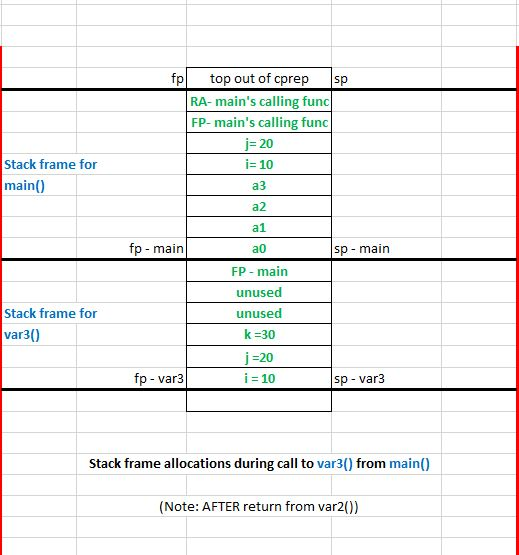 fp top out of cprep sp
RA- main's calling func
FP- main's calling func
j= 20
Stack frame for i= 10
main() a3
a2
a1
fp - main a0 sp - main
FP - main
unused
Stack frame for unused
var3() k =30
j =20
fp - var3 i = 10 sp - var3
Stack frame allocations during call to var3() from main()
(Note: AFTER return from var2())